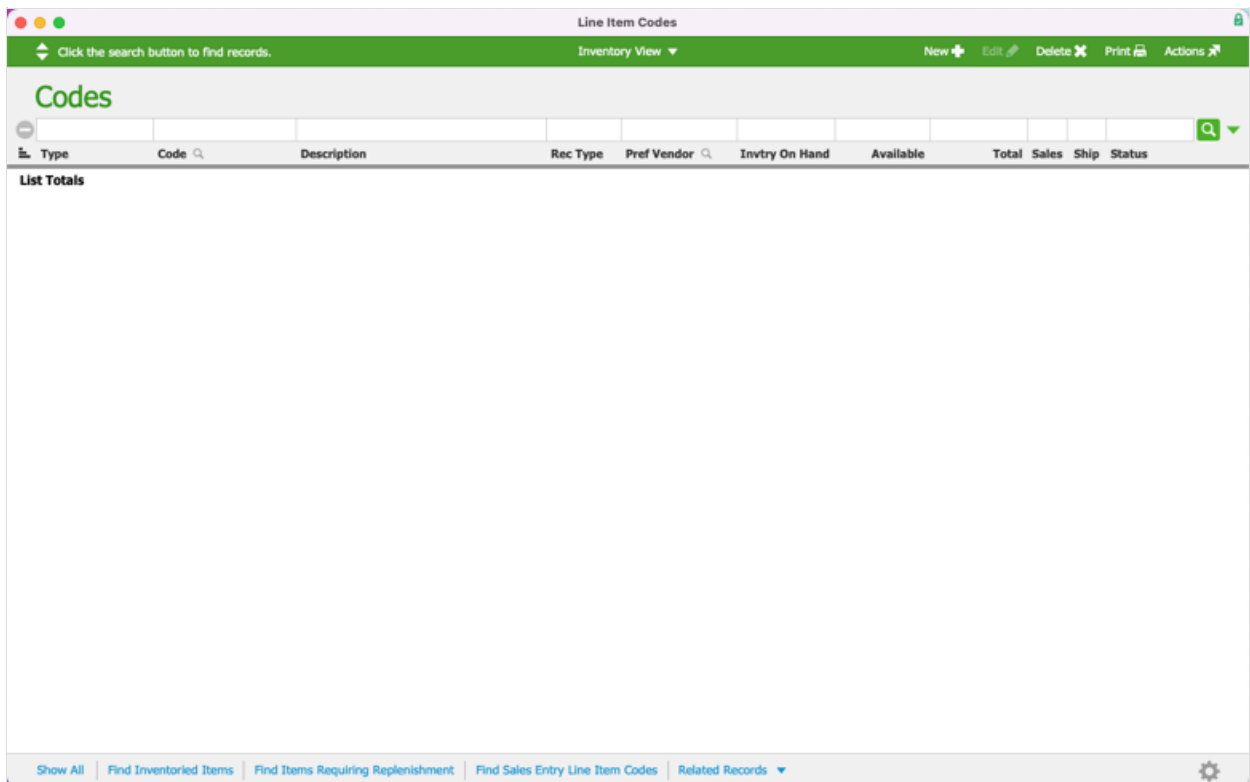 Line Item Codes
Click the search button to find records. Inventory View New Edit Delete Print Actions
Codes
Type Code Description Rec Type Pref Vendor Invtry On Hand Available Total Sales Ship Status
List Totals
Show All Find Inventoried Items Find Items Requiring Replenishment Find Sales Entry Line Item Codes Related Records